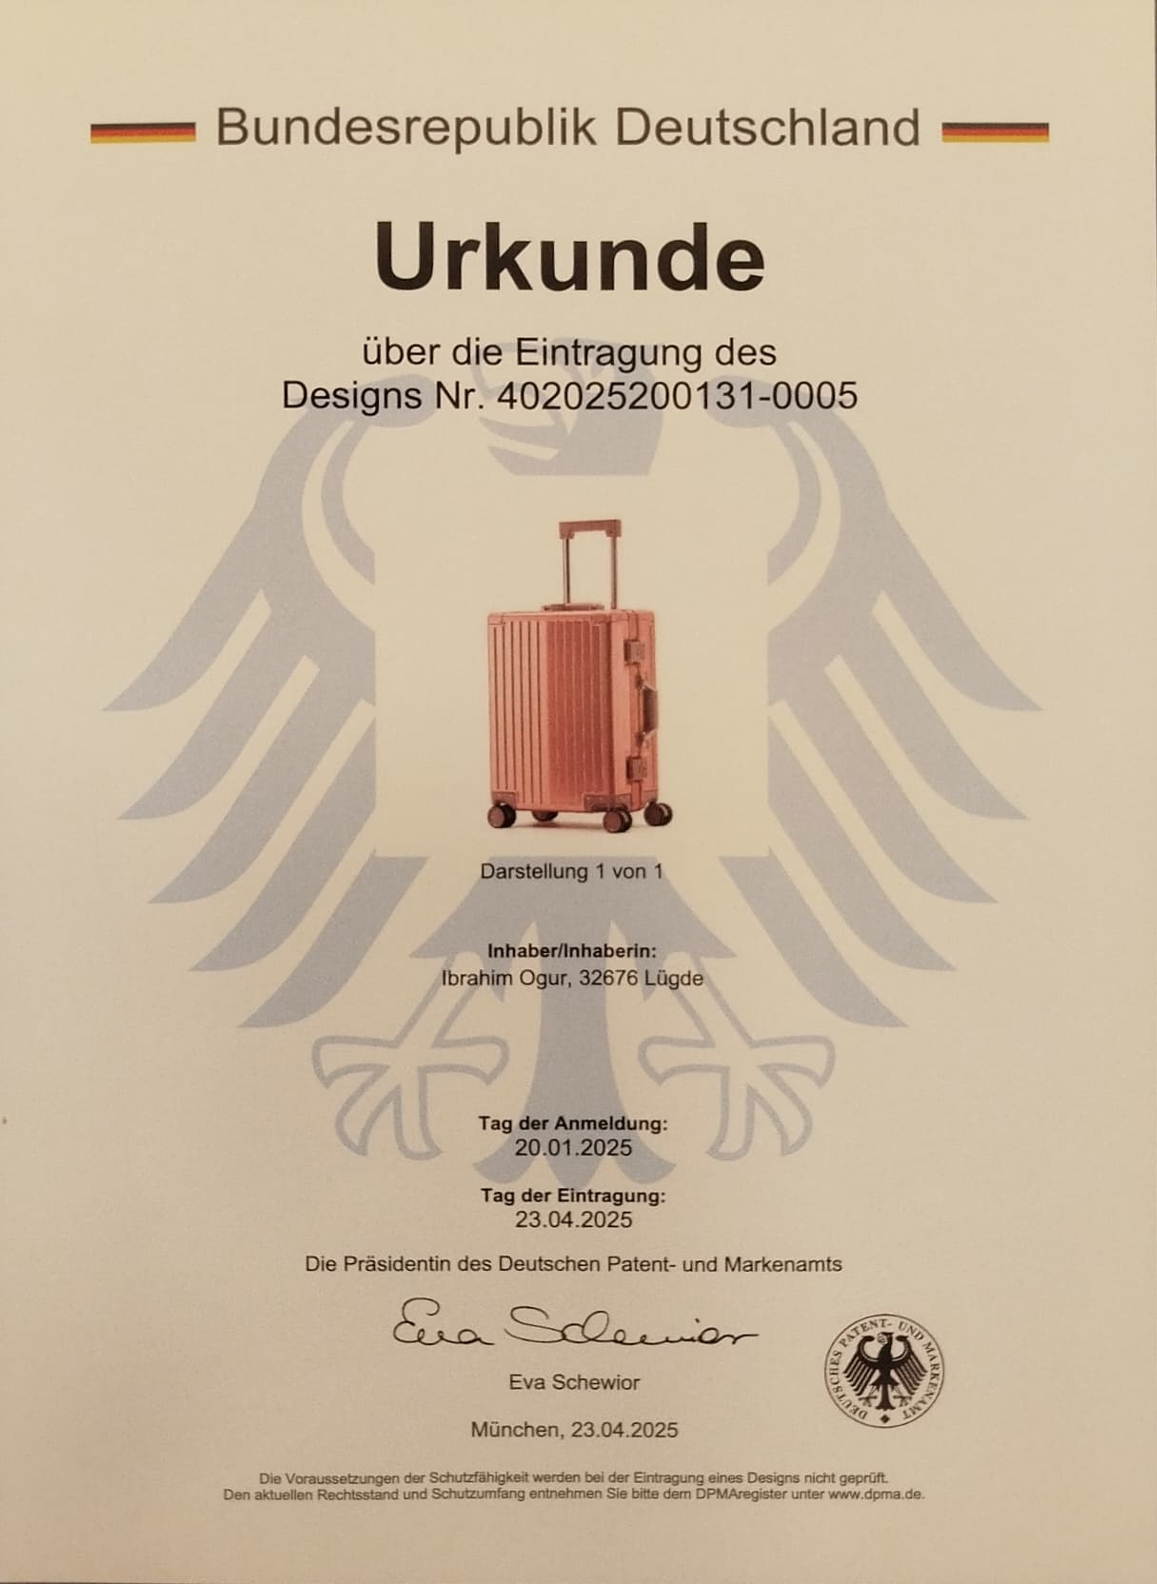 Bundesrepublik Deutschland
Urkunde
über die Eintragung des
Designs Nr. 402025200131-0005
Darstellung 1 von 1
Inhaber/Inhaberin:
Ibrahim Ogur, 32676 Lügde
Tag der Anmeldung:
20.01.2025
Tag der Eintragung:
23.04.2025
Die Präsidentin des Deutschen Patent- und Markenamts
Eva Schewior
Eva Schewior
DEUTSCHES PATENT- UND MARKENAMT
München, 23.04.2025
Die Voraussetzungen der Schutzfähigkeit werden bei der Eintragung eines Designs nicht geprüft.
Den aktuellen Rechtsstand und Schutzumfang entnehmen Sie bitte dem DPMAregister unter www.dpma.de.